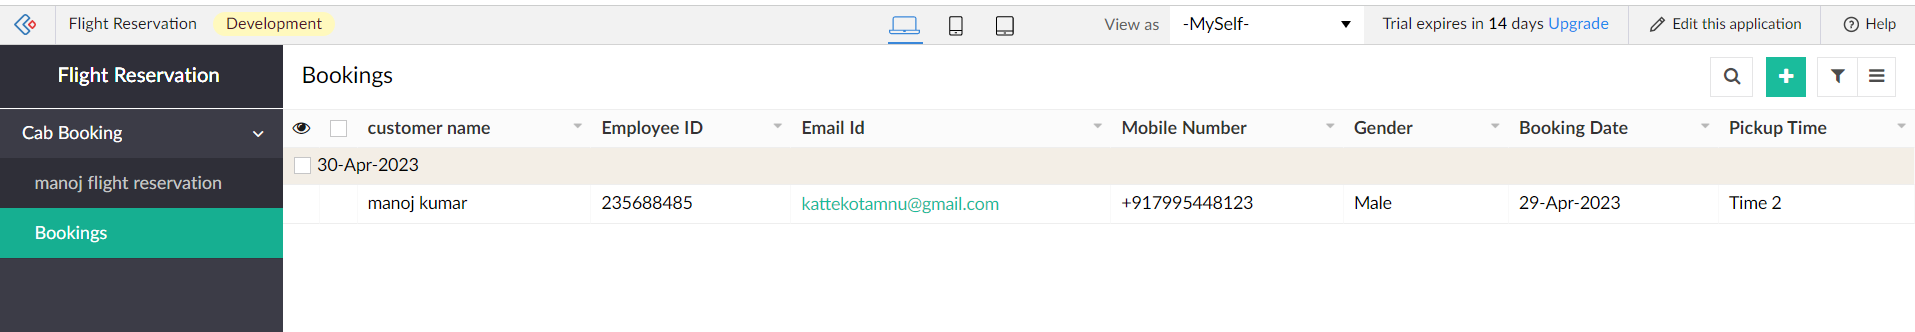 Flight Reservation Development View as -MySelf- Trial expires in 14 days Upgrade Edit this application Help
Flight Reservation
Bookings
Cab Booking
manoj flight reservation
Bookings
customer name Employee ID Email Id Mobile Number Gender Booking Date Pickup Time
30-Apr-2023
manoj kumar 235688485 kattekotamnu@gmail.com +917995448123 Male 29-Apr-2023 Time 2